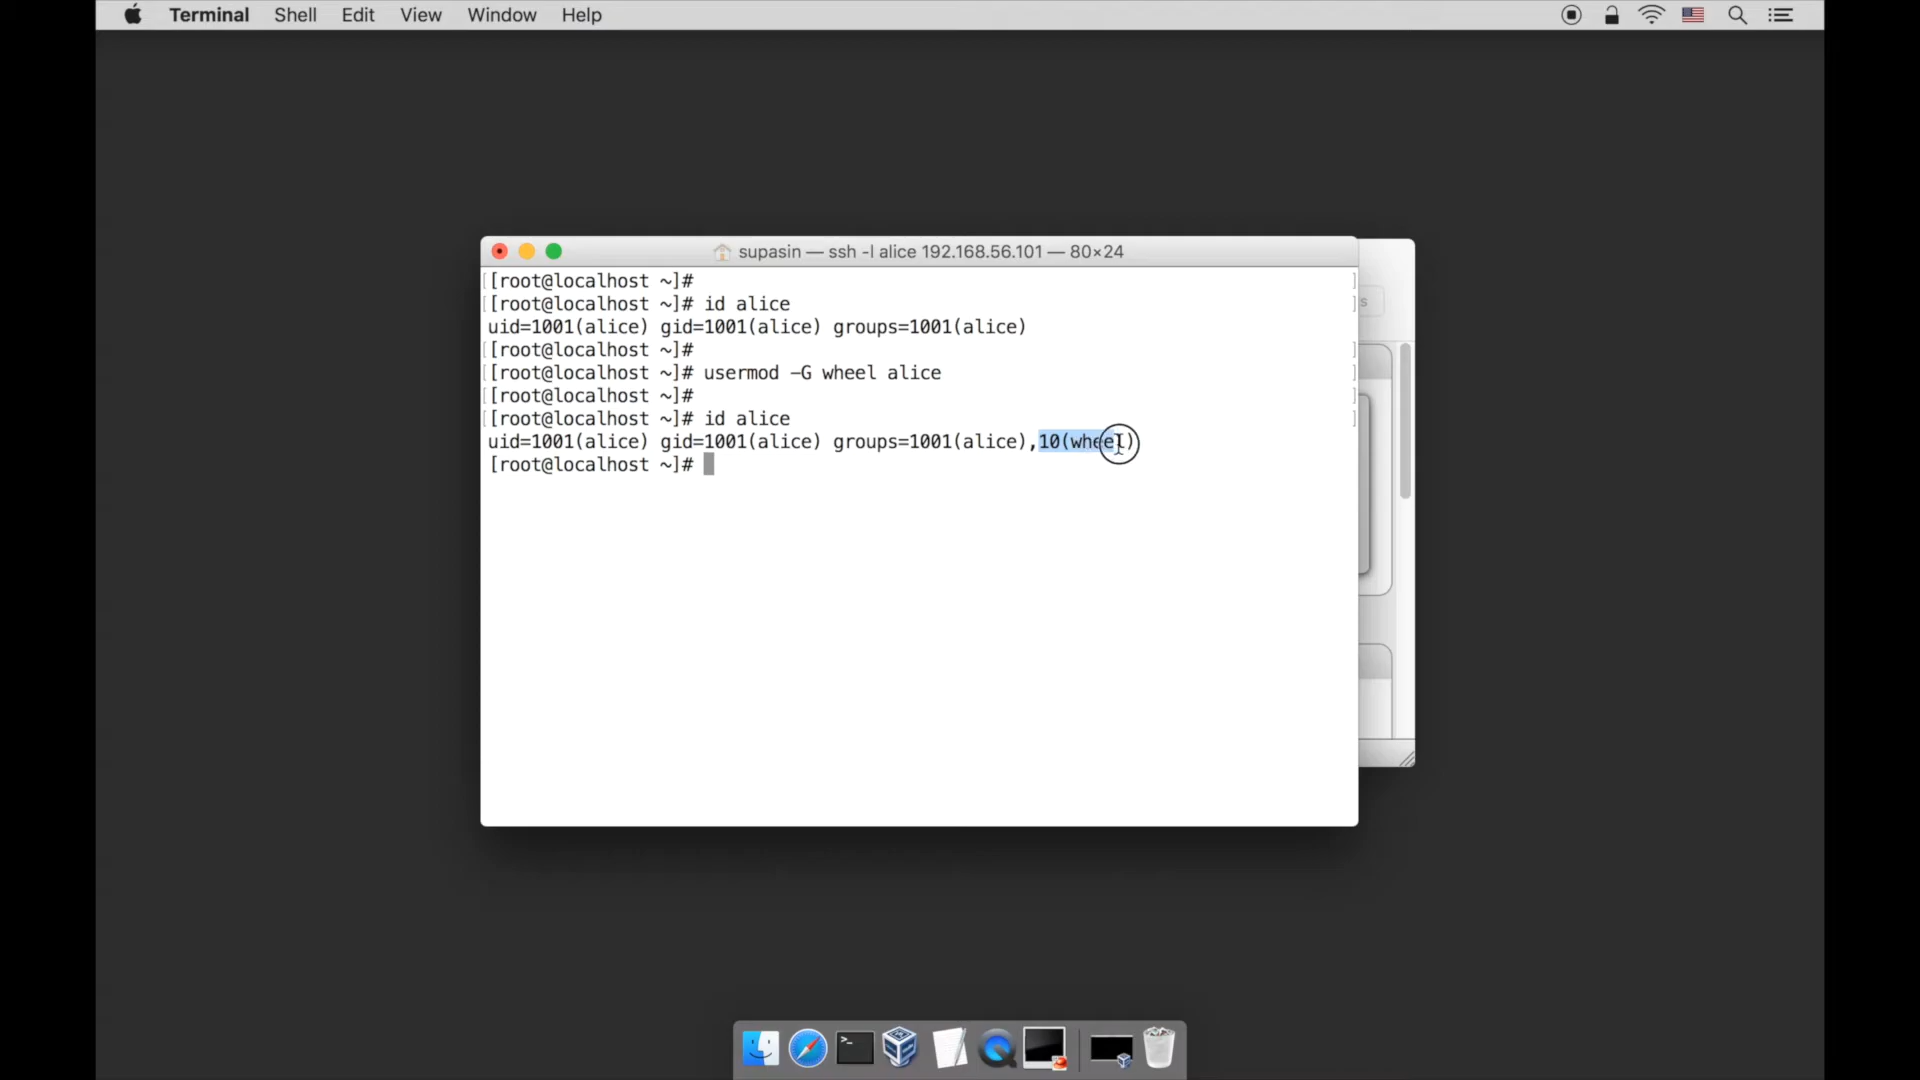 Terminal Shell Edit View Window Help
supasin — ssh -l alice 192.168.56.101 — 80×24
[[root@localhost ~]# ]
[[root@localhost ~]# id alice ]
uid=1001(alice) gid=1001(alice) groups=1001(alice)
[[root@localhost ~]# ]
[[root@localhost ~]# usermod -G wheel alice ]
[[root@localhost ~]# ]
[[root@localhost ~]# id alice ]
uid=1001(alice) gid=1001(alice) groups=1001(alice),10(wheel)
[root@localhost ~]#
s
>_